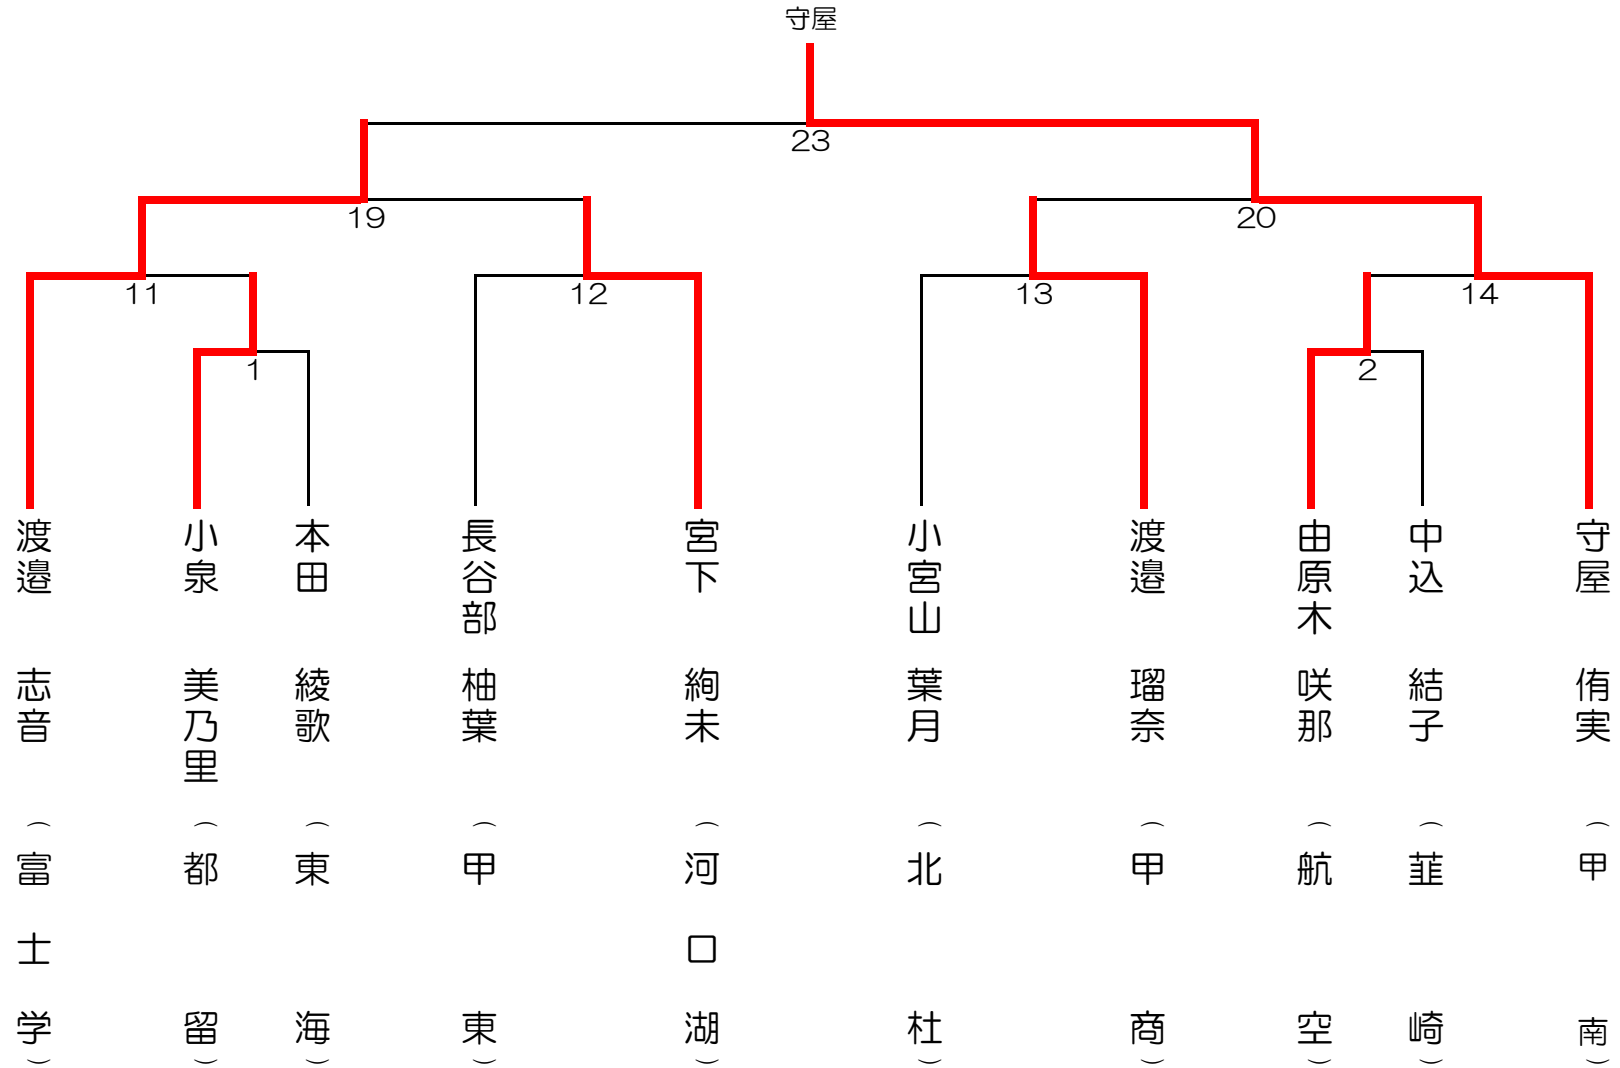 守屋
23
19
20
11
12
13
14
1
2
渡邉 志音 （富士学）
小泉 美乃里 （都留）
本田 綾歌 （東海）
長谷部 柚葉 （甲東）
宮下 絢未 （河口湖）
小宮山 葉月 （北杜）
渡邉 瑠奈 （甲商）
由原木 咲那 （航空）
中込 結子 （韮崎）
守屋 侑実 （甲南）